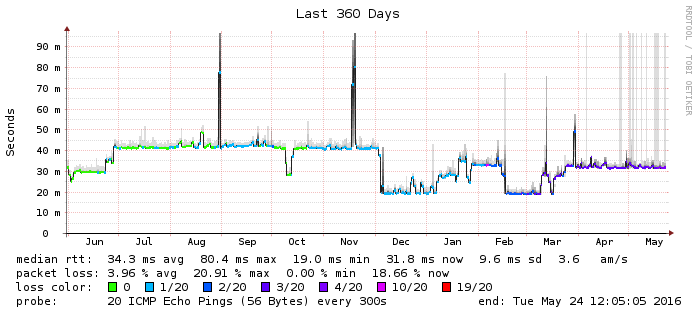 Last 360 Days
RRDTOOL / TOBI OETIKER
Seconds
90 m
80 m
70 m
60 m
50 m
40 m
30 m
20 m
10 m
0
Jun Jul Aug Sep Oct Nov Dec Jan Feb Mar Apr May
median rtt: 34.3 ms avg 80.4 ms max 19.0 ms min 31.8 ms now 9.6 ms sd 3.6 am/s
packet loss: 3.96 % avg 20.91 % max 0.00 % min 18.66 % now
loss color: 0 1/20 2/20 3/20 4/20 10/20 19/20
probe: 20 ICMP Echo Pings (56 Bytes) every 300s end: Tue May 24 12:05:05 2016